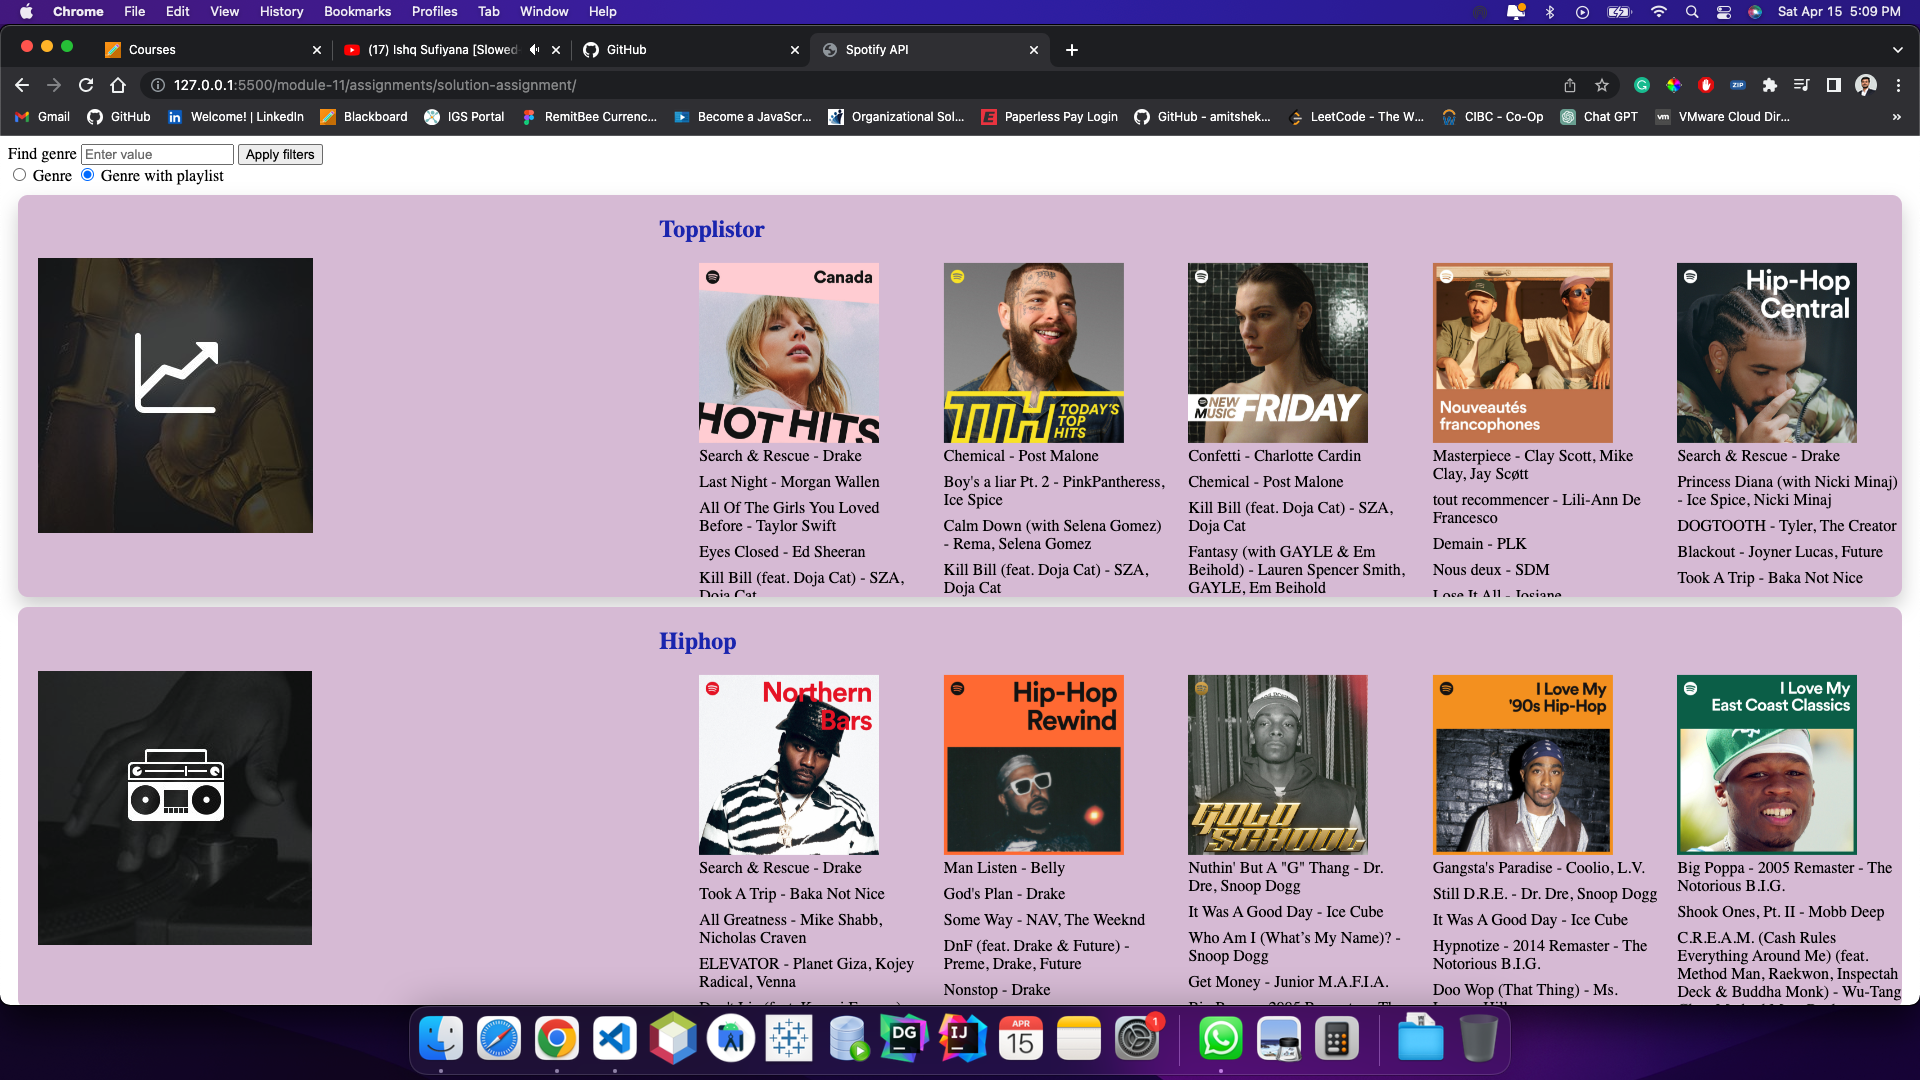 Chrome File Edit View History Bookmarks Profiles Tab Window Help Sat Apr 15 5:09 PM
Courses (17) Ishq Sufiyana [Slowed- GitHub Spotify API
127.0.0.1:5500/module-11/assignments/solution-assignment/ ZIP
Gmail GitHub Welcome! | LinkedIn Blackboard IGS Portal RemitBee Currenc... Become a JavaScr... Organizational Sol... Paperless Pay Login GitHub - amitshek... LeetCode - The W... CIBC - Co-Op Chat GPT vm VMware Cloud Dir... »
Find genre Enter value Apply filters
Genre Genre with playlist
Topplistor
Canada
HOT HITS
Search & Rescue - Drake
Last Night - Morgan Wallen
All Of The Girls You Loved
Before - Taylor Swift
Eyes Closed - Ed Sheeran
Kill Bill (feat. Doja Cat) - SZA,
Doja Cat
TTH TODAY'S
TOP
HITS
Chemical - Post Malone
Boy's a liar Pt. 2 - PinkPantheress,
Ice Spice
Calm Down (with Selena Gomez)
- Rema, Selena Gomez
Kill Bill (feat. Doja Cat) - SZA,
Doja Cat
NEW
MUSIC FRIDAY
Confetti - Charlotte Cardin
Chemical - Post Malone
Kill Bill (feat. Doja Cat) - SZA,
Doja Cat
Fantasy (with GAYLE & Em
Beihold) - Lauren Spencer Smith,
GAYLE, Em Beihold
Nouveautés
francophones
Masterpiece - Clay Scott, Mike
Clay, Jay Scøtt
tout recommencer - Lili-Ann De
Francesco
Demain - PLK
Nous deux - SDM
Lose It All - Josiane
Hip-Hop
Central
Search & Rescue - Drake
Princess Diana (with Nicki Minaj)
- Ice Spice, Nicki Minaj
DOGTOOTH - Tyler, The Creator
Blackout - Joyner Lucas, Future
Took A Trip - Baka Not Nice
Hiphop
Northern
Bars
Search & Rescue - Drake
Took A Trip - Baka Not Nice
All Greatness - Mike Shabb,
Nicholas Craven
ELEVATOR - Planet Giza, Kojey
Radical, Venna
Hip-Hop
Rewind
Man Listen - Belly
God's Plan - Drake
Some Way - NAV, The Weeknd
DnF (feat. Drake & Future) -
Preme, Drake, Future
Nonstop - Drake
GOLD
SCHOOL
Nuthin' But A "G" Thang - Dr.
Dre, Snoop Dogg
It Was A Good Day - Ice Cube
Who Am I (What’s My Name)? -
Snoop Dogg
Get Money - Junior M.A.F.I.A.
I Love My
'90s Hip-Hop
Gangsta's Paradise - Coolio, L.V.
Still D.R.E. - Dr. Dre, Snoop Dogg
It Was A Good Day - Ice Cube
Hypnotize - 2014 Remaster - The
Notorious B.I.G.
Doo Wop (That Thing) - Ms.
I Love My
East Coast Classics
Big Poppa - 2005 Remaster - The
Notorious B.I.G.
Shook Ones, Pt. II - Mobb Deep
C.R.E.A.M. (Cash Rules
Everything Around Me) (feat.
Method Man, Raekwon, Inspectah
Deck & Buddha Monk) - Wu-Tang
DG IJ APR 15 1